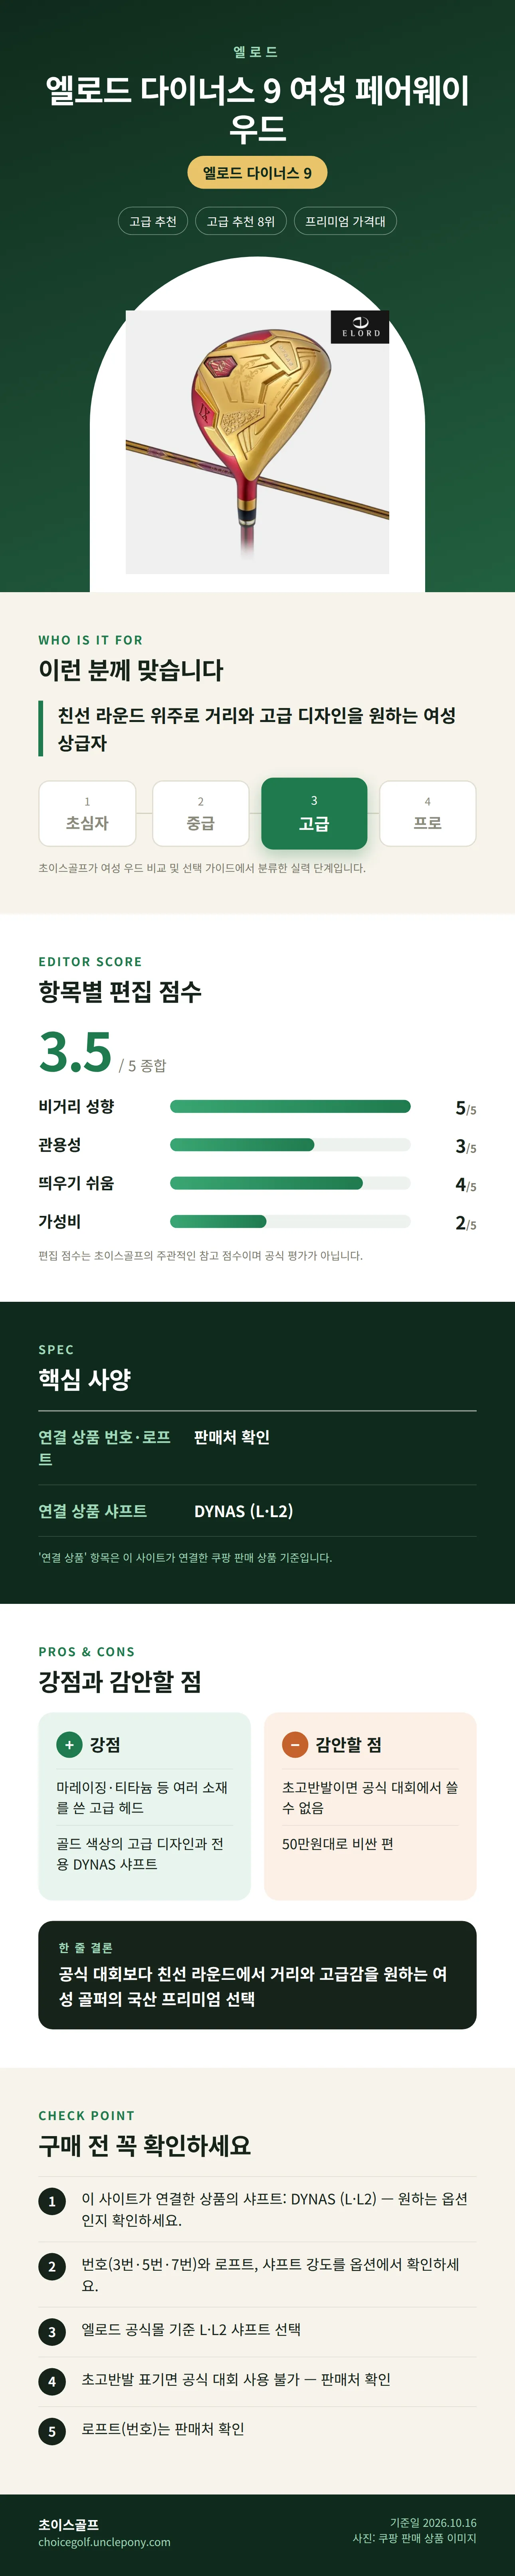 엘로드
엘로드 다이너스 9 여성 페어웨이
우드
엘로드 다이너스 9
고급 추천
고급 추천 8위
프리미엄 가격대
ELORD
WHO IS IT FOR
이런 분께 맞습니다
친선 라운드 위주로 거리와 고급 디자인을 원하는 여성
상급자
1
초심자
2
중급
3
고급
4
프로
초이스골프가 여성 우드 비교 및 선택 가이드에서 분류한 실력 단계입니다.
EDITOR SCORE
항목별 편집 점수
3.5 / 5 종합
비거리 성향 5/5
관용성 3/5
띄우기 쉬움 4/5
가성비 2/5
편집 점수는 초이스골프의 주관적인 참고 점수이며 공식 평가가 아닙니다.
SPEC
핵심 사양
연결 상품 번호·로프
트
판매처 확인
연결 상품 샤프트 DYNAS (L·L2)
'연결 상품' 항목은 이 사이트가 연결한 쿠팡 판매 상품 기준입니다.
PROS & CONS
강점과 감안할 점
+ 강점
마레이징·티타늄 등 여러 소재
를 쓴 고급 헤드
골드 색상의 고급 디자인과 전
용 DYNAS 샤프트
− 감안할 점
초고반발이면 공식 대회에서 쓸
수 없음
50만원대로 비싼 편
한 줄 결론
공식 대회보다 친선 라운드에서 거리와 고급감을 원하는 여
성 골퍼의 국산 프리미엄 선택
CHECK POINT
구매 전 꼭 확인하세요
1 이 사이트가 연결한 상품의 샤프트: DYNAS (L·L2) — 원하는 옵션
인지 확인하세요.
2 번호(3번·5번·7번)와 로프트, 샤프트 강도를 옵션에서 확인하세
요.
3 엘로드 공식몰 기준 L·L2 샤프트 선택
4 초고반발 표기면 공식 대회 사용 불가 — 판매처 확인
5 로프트(번호)는 판매처 확인
초이스골프
choicegolf.unclepony.com
기준일 2026.10.16
사진: 쿠팡 판매 상품 이미지